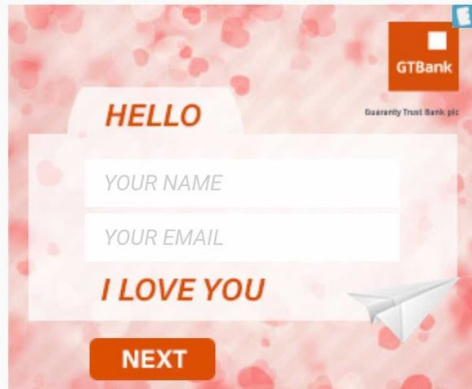 GTBank
Guaranty Trust Bank plc
HELLO
YOUR NAME
YOUR EMAIL
I LOVE YOU
NEXT